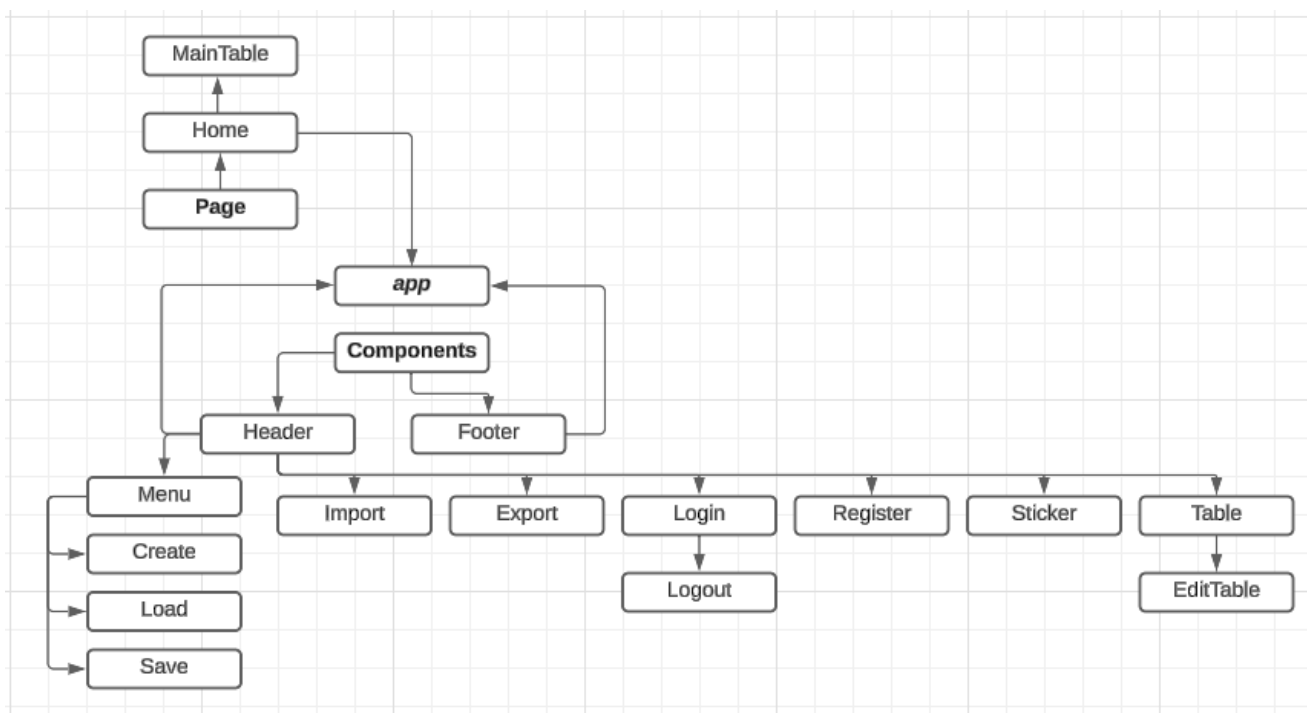 MainTable
Home
Page
app
Components
Header
Footer
Menu
Import
Export
Login
Register
Sticker
Table
Create
Logout
EditTable
Load
Save